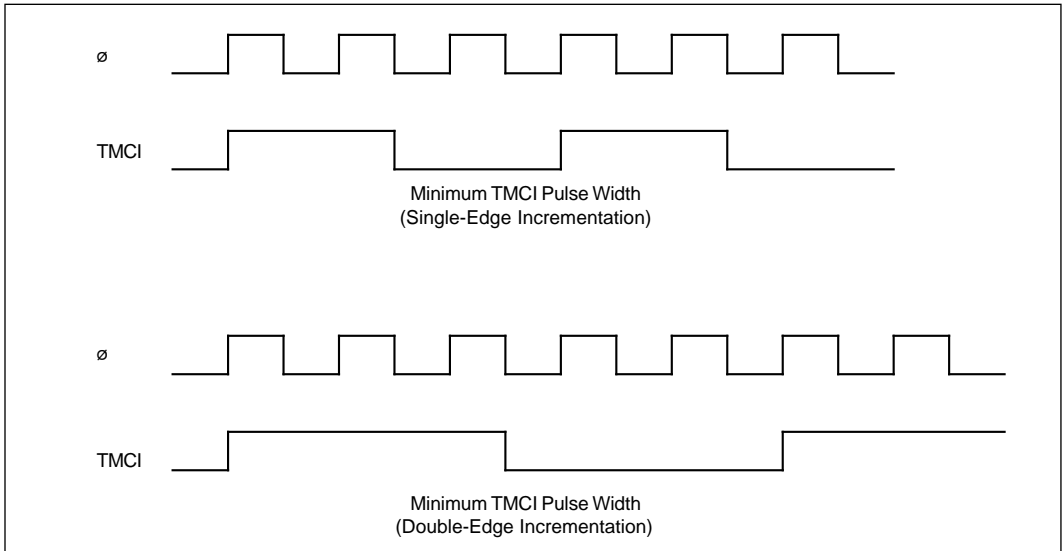 ø
TMCI
Minimum TMCI Pulse Width
(Single-Edge Incrementation)
ø
TMCI
Minimum TMCI Pulse Width
(Double-Edge Incrementation)